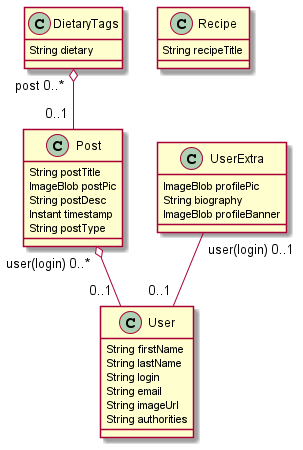 C DietaryTags
String dietary
C Recipe
String recipeTitle
post 0..*
0..1
C Post
String postTitle
ImageBlob postPic
String postDesc
Instant timestamp
String postType
C UserExtra
ImageBlob profilePic
String biography
ImageBlob profileBanner
user(login) 0..*
0..1
user(login) 0..1
0..1
C User
String firstName
String lastName
String login
String email
String imageUrl
String authorities